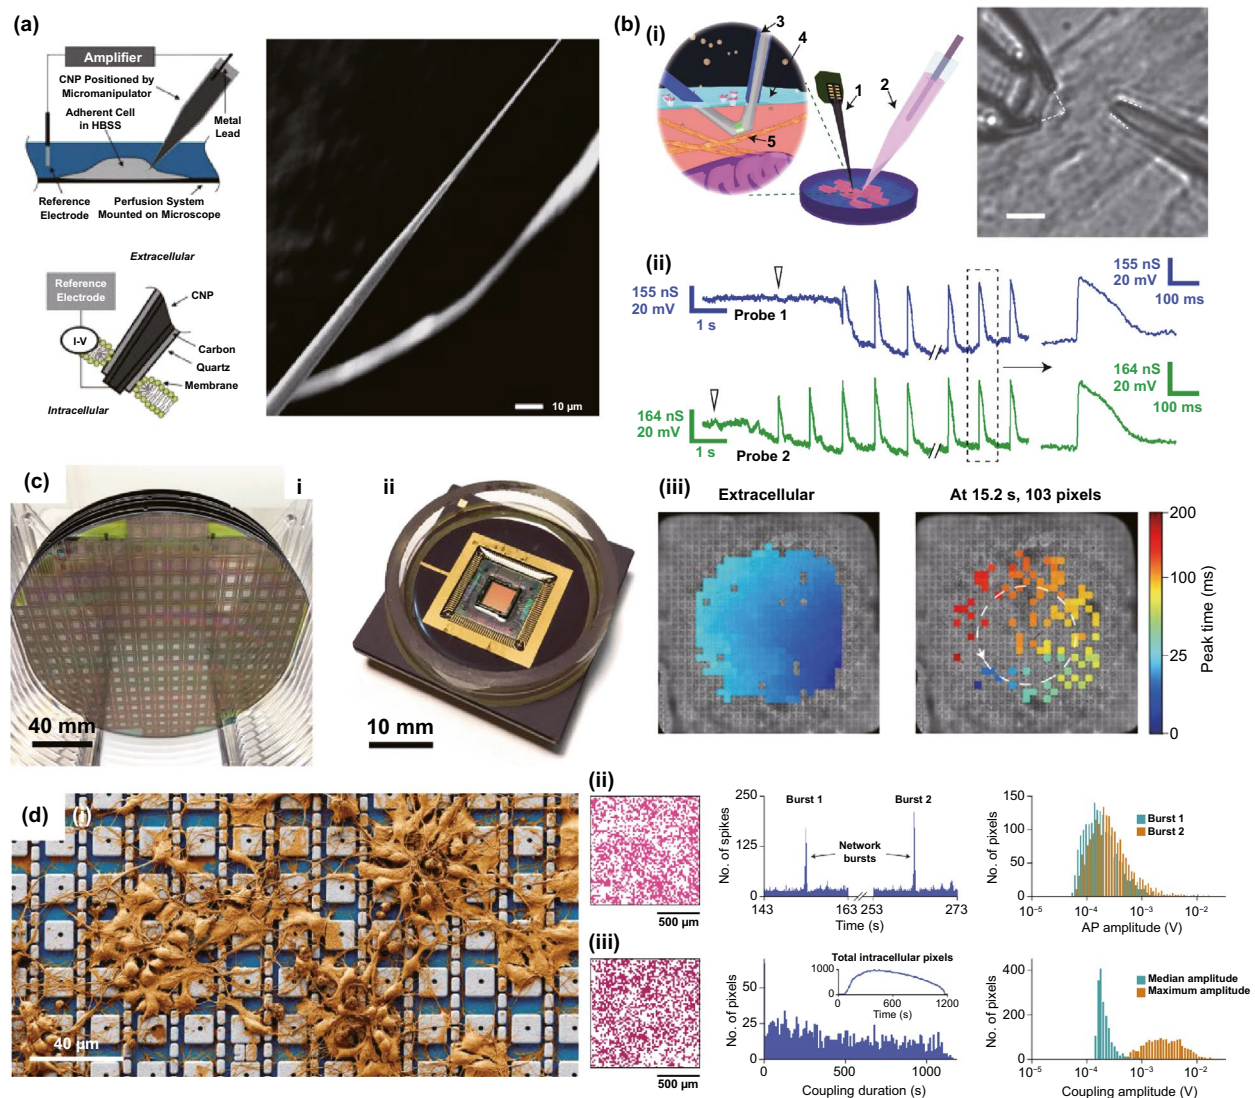 (a)
Amplifier
CNP Positioned by
Micromanipulator
Adherent Cell
in HBSS
Metal
Lead
Reference
Electrode
Perfusion System
Mounted on Microscope
Extracellular
Reference
Electrode
CNP
I-V
Carbon
Quartz
Membrane
Intracellular
10 µm
(b)
(i)
3
4
1
2
5
(ii)
155 nS
20 mV
1 s
Probe 1
155 nS
20 mV
100 ms
164 nS
20 mV
1 s
Probe 2
164 nS
20 mV
100 ms
(c)
i
40 mm
ii
10 mm
(iii)
Extracellular
At 15.2 s, 103 pixels
200
100
25
0
Peak time (ms)
(d)
(i)
40 µm
(ii)
500 µm
No. of spikes
250
125
0
Burst 1
Burst 2
Network
bursts
143
163
253
273
Time (s)
No. of pixels
150
100
50
0
Burst 1
Burst 2
10⁻⁵
10⁻⁴
10⁻³
10⁻²
AP amplitude (V)
(iii)
500 µm
No. of pixels
50
25
0
Total intracellular pixels
1000
0
0
600
1200
Time (s)
0
500
1000
Coupling duration (s)
No. of pixels
400
200
0
Median amplitude
Maximum amplitude
10⁻⁵
10⁻⁴
10⁻³
10⁻²
Coupling amplitude (V)